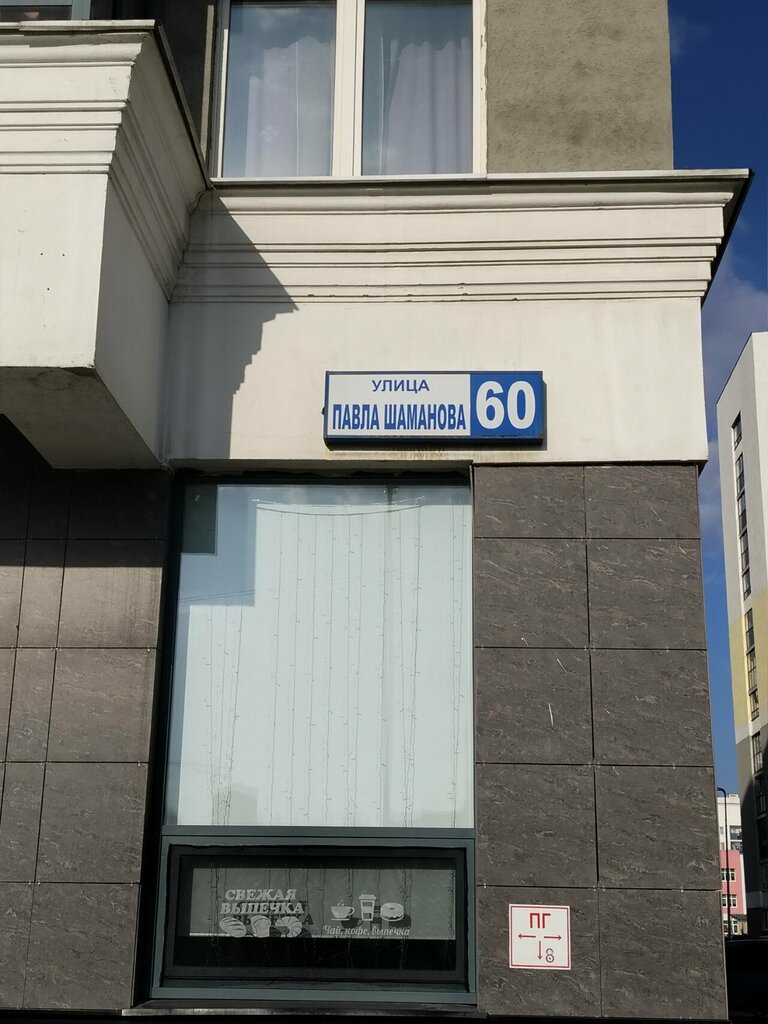 УЛИЦА
ПАВЛА ШАМАНОВА
60
СВЕЖАЯ
ВЫПЕЧКА
Чай, кофе, выпечка
ПГ
8